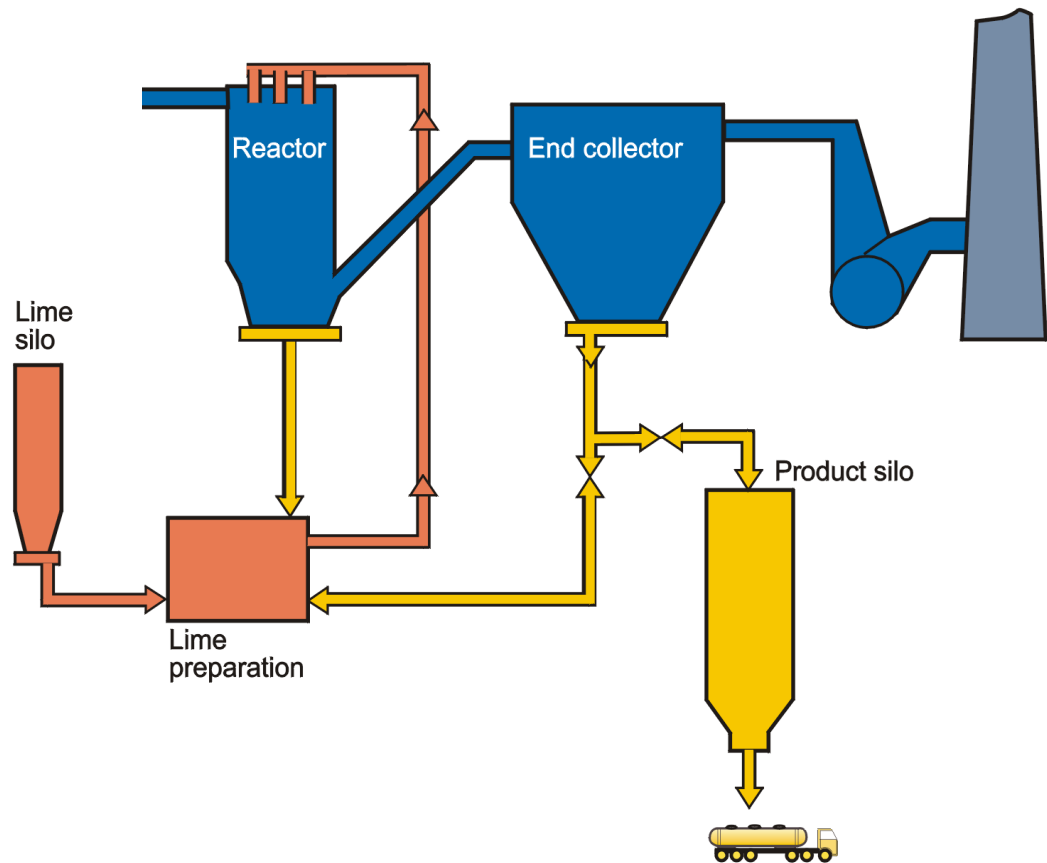 Reactor
End collector
Lime
silo
Product silo
Lime
preparation